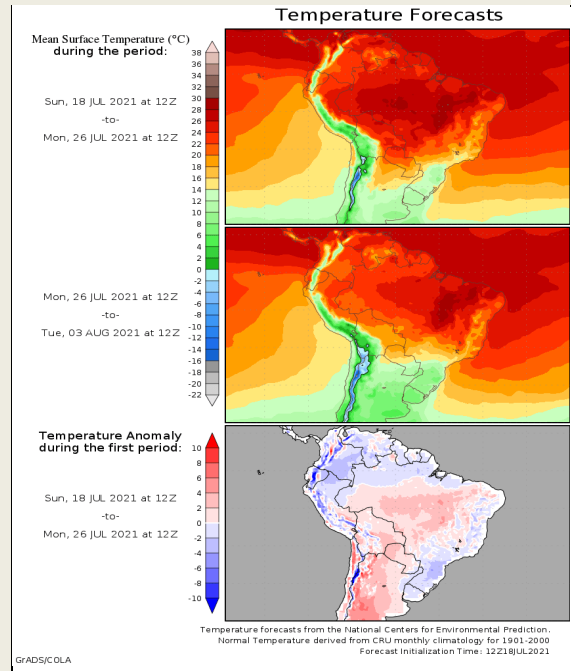 Temperature Forecasts
Mean Surface Temperature (°C)
during the period:
Sun, 18 JUL 2021 at 12Z
-to-
Mon, 26 JUL 2021 at 12Z
38
36
34
32
30
28
26
24
22
20
18
16
14
12
10
8
6
4
2
0
-2
-4
-6
-8
-10
-12
-14
-15
-16
-18
-20
-22
Mon, 26 JUL 2021 at 12Z
-to-
Tue, 03 AUG 2021 at 12Z
Temperature Anomaly
during the first period:
Sun, 18 JUL 2021 at 12Z
-to-
Mon, 26 JUL 2021 at 12Z
10
8
6
4
2
0
-2
-4
-6
-8
-10
Temperature forecasts from the National Centers for Environmental Prediction.
Normal Temperature derived from CRU monthly climatology for 1901-2000
Forecast Initialization Time: 12Z18JUL2021
GrADS/COLA